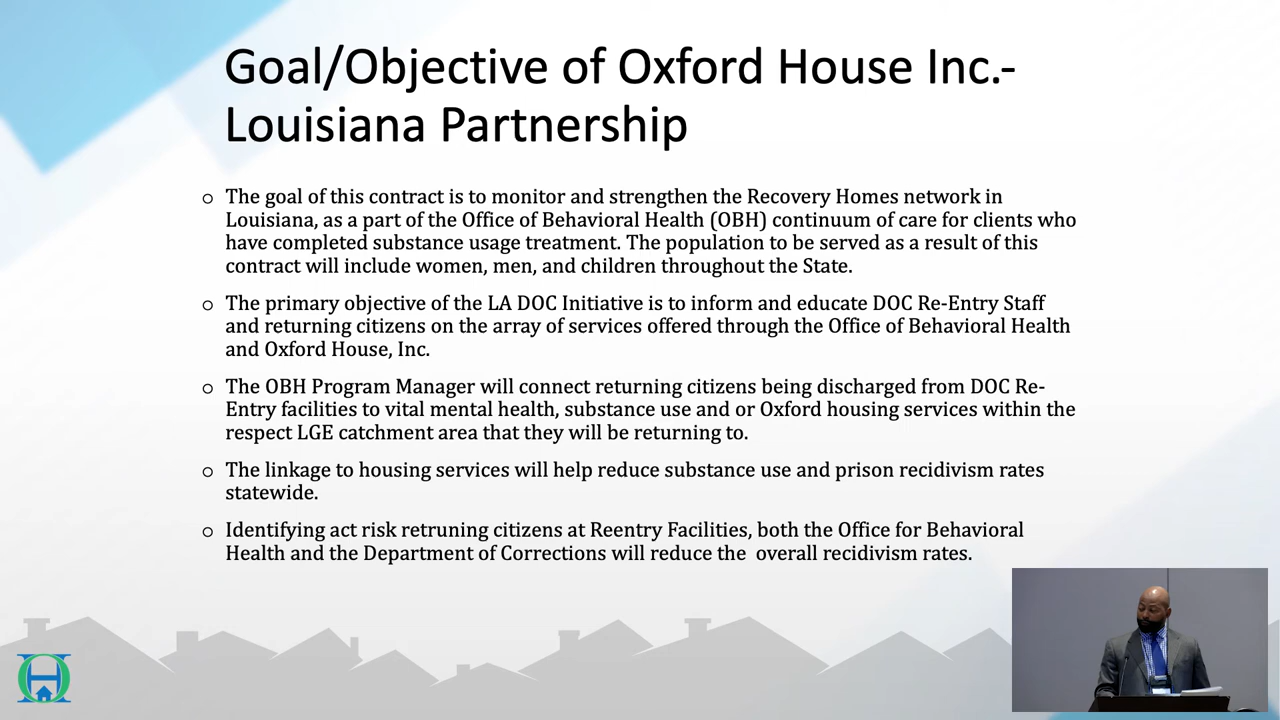 Goal/Objective of Oxford House Inc.-
Louisiana Partnership
○ The goal of this contract is to monitor and strengthen the Recovery Homes network in
Louisiana, as a part of the Office of Behavioral Health (OBH) continuum of care for clients who
have completed substance usage treatment. The population to be served as a result of this
contract will include women, men, and children throughout the State.
○ The primary objective of the LA DOC Initiative is to inform and educate DOC Re-Entry Staff
and returning citizens on the array of services offered through the Office of Behavioral Health
and Oxford House, Inc.
○ The OBH Program Manager will connect returning citizens being discharged from DOC Re-
Entry facilities to vital mental health, substance use and or Oxford housing services within the
respect LGE catchment area that they will be returning to.
○ The linkage to housing services will help reduce substance use and prison recidivism rates
statewide.
○ Identifying act risk retruning citizens at Reentry Facilities, both the Office for Behavioral
Health and the Department of Corrections will reduce the  overall recidivism rates.
OH